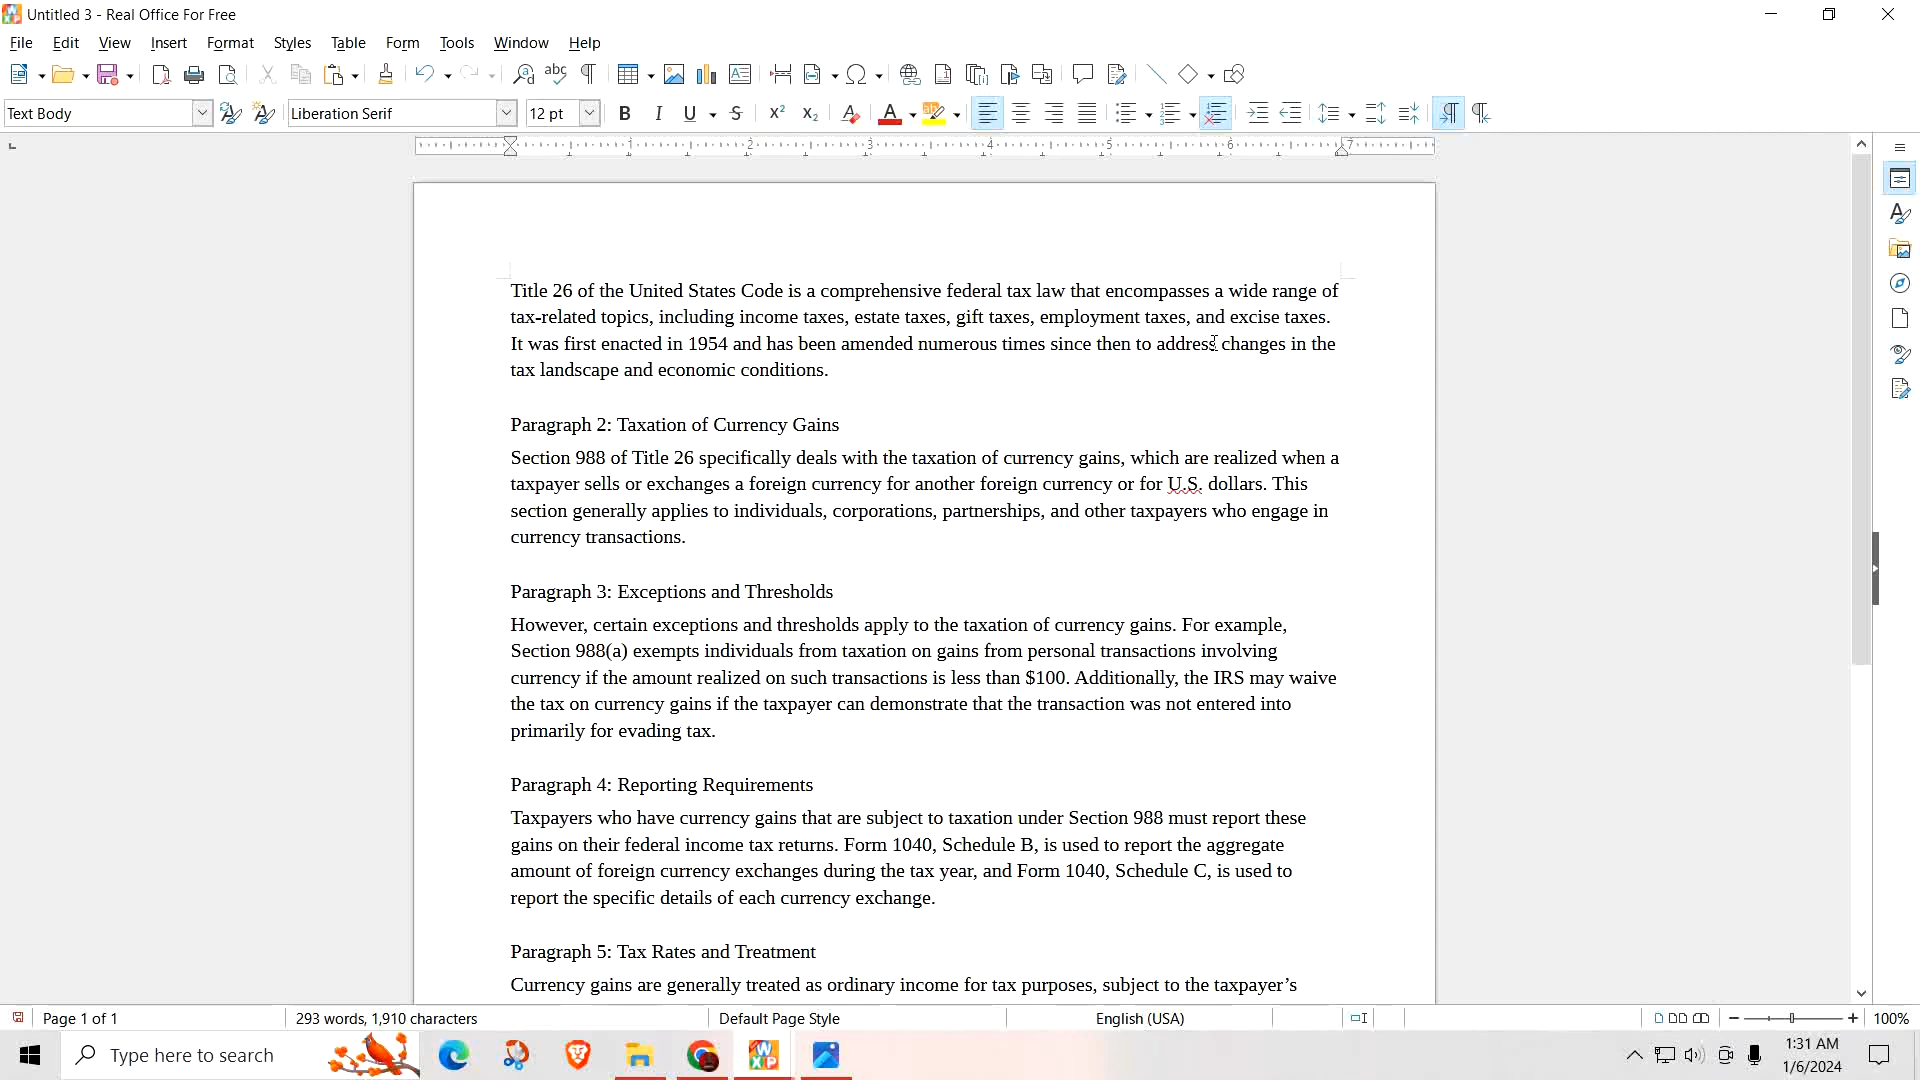 Untitled 3 - Real Office For Free
File Edit View Insert Format Styles Table Form Tools Window Help
Text Body Liberation Serif 12 pt
1 2 3 4 5 6 7
Title 26 of the United States Code is a comprehensive federal tax law that encompasses a wide range of
tax-related topics, including income taxes, estate taxes, gift taxes, employment taxes, and excise taxes.
It was first enacted in 1954 and has been amended numerous times since then to address changes in the
tax landscape and economic conditions.
Paragraph 2: Taxation of Currency Gains
Section 988 of Title 26 specifically deals with the taxation of currency gains, which are realized when a
taxpayer sells or exchanges a foreign currency for another foreign currency or for U.S. dollars. This
section generally applies to individuals, corporations, partnerships, and other taxpayers who engage in
currency transactions.
Paragraph 3: Exceptions and Thresholds
However, certain exceptions and thresholds apply to the taxation of currency gains. For example,
Section 988(a) exempts individuals from taxation on gains from personal transactions involving
currency if the amount realized on such transactions is less than $100. Additionally, the IRS may waive
the tax on currency gains if the taxpayer can demonstrate that the transaction was not entered into
primarily for evading tax.
Paragraph 4: Reporting Requirements
Taxpayers who have currency gains that are subject to taxation under Section 988 must report these
gains on their federal income tax returns. Form 1040, Schedule B, is used to report the aggregate
amount of foreign currency exchanges during the tax year, and Form 1040, Schedule C, is used to
report the specific details of each currency exchange.
Paragraph 5: Tax Rates and Treatment
Currency gains are generally treated as ordinary income for tax purposes, subject to the taxpayer’s
Page 1 of 1 293 words, 1,910 characters Default Page Style English (USA) 100%
Type here to search
1:31 AM
1/6/2024